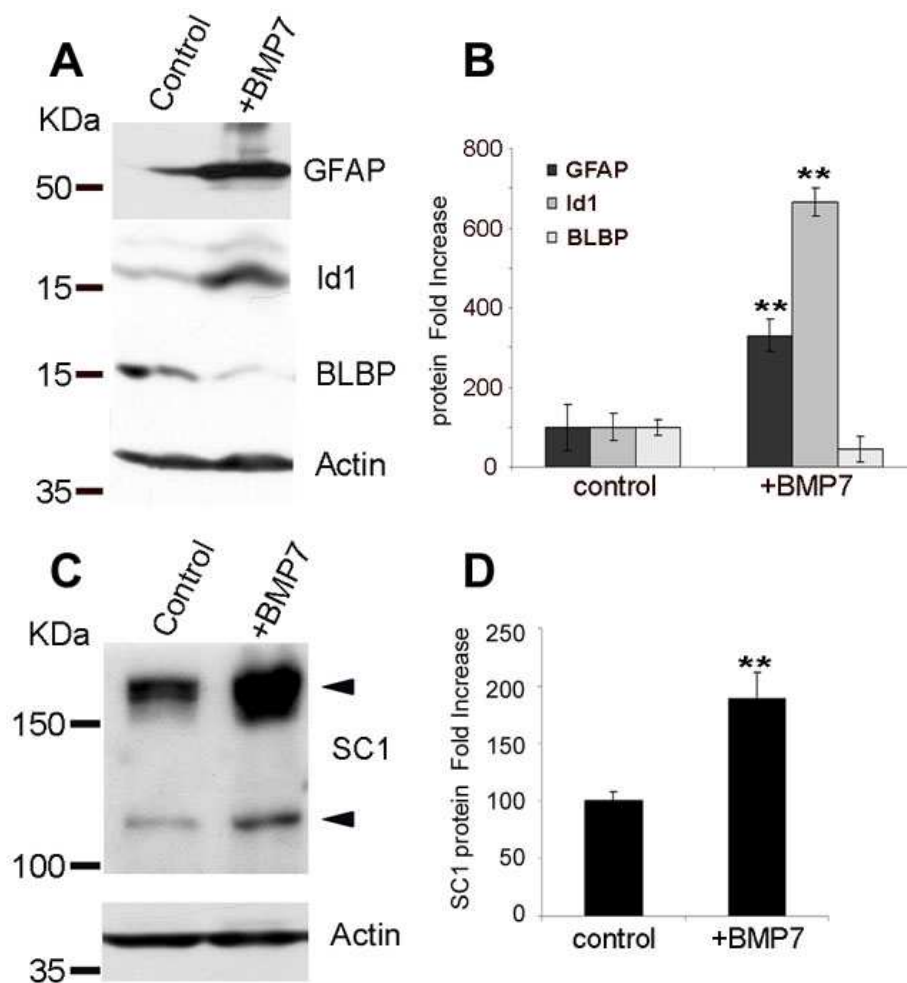 A
Control
+BMP7
KDa
50
GFAP
15
Id1
15
BLBP
35
Actin
B
protein Fold Increase
800
600
400
200
0
GFAP
Id1
BLBP
**
**
control
+BMP7
C
Control
+BMP7
KDa
150
SC1
100
35
Actin
D
SC1 protein Fold Increase
250
200
150
100
50
0
**
control
+BMP7